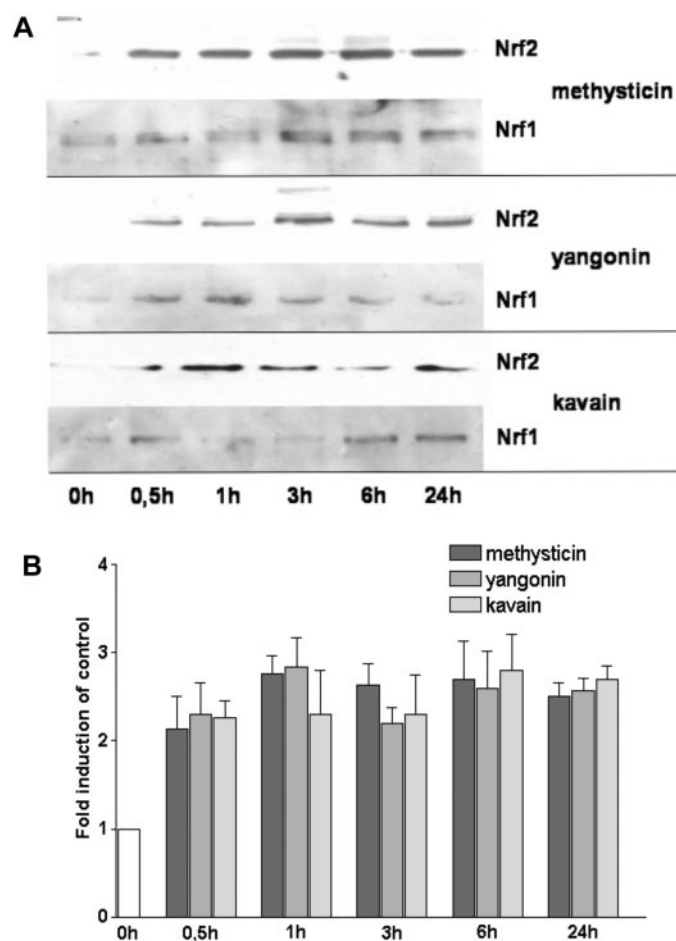 A
Nrf2
methysticin
Nrf1
Nrf2
yangonin
Nrf1
Nrf2
kavain
Nrf1
0h 0,5h 1h 3h 6h 24h
B
4
methysticin
yangonin
kavain
3
Fold induction of control
2
1
0
0h 0,5h 1h 3h 6h 24h